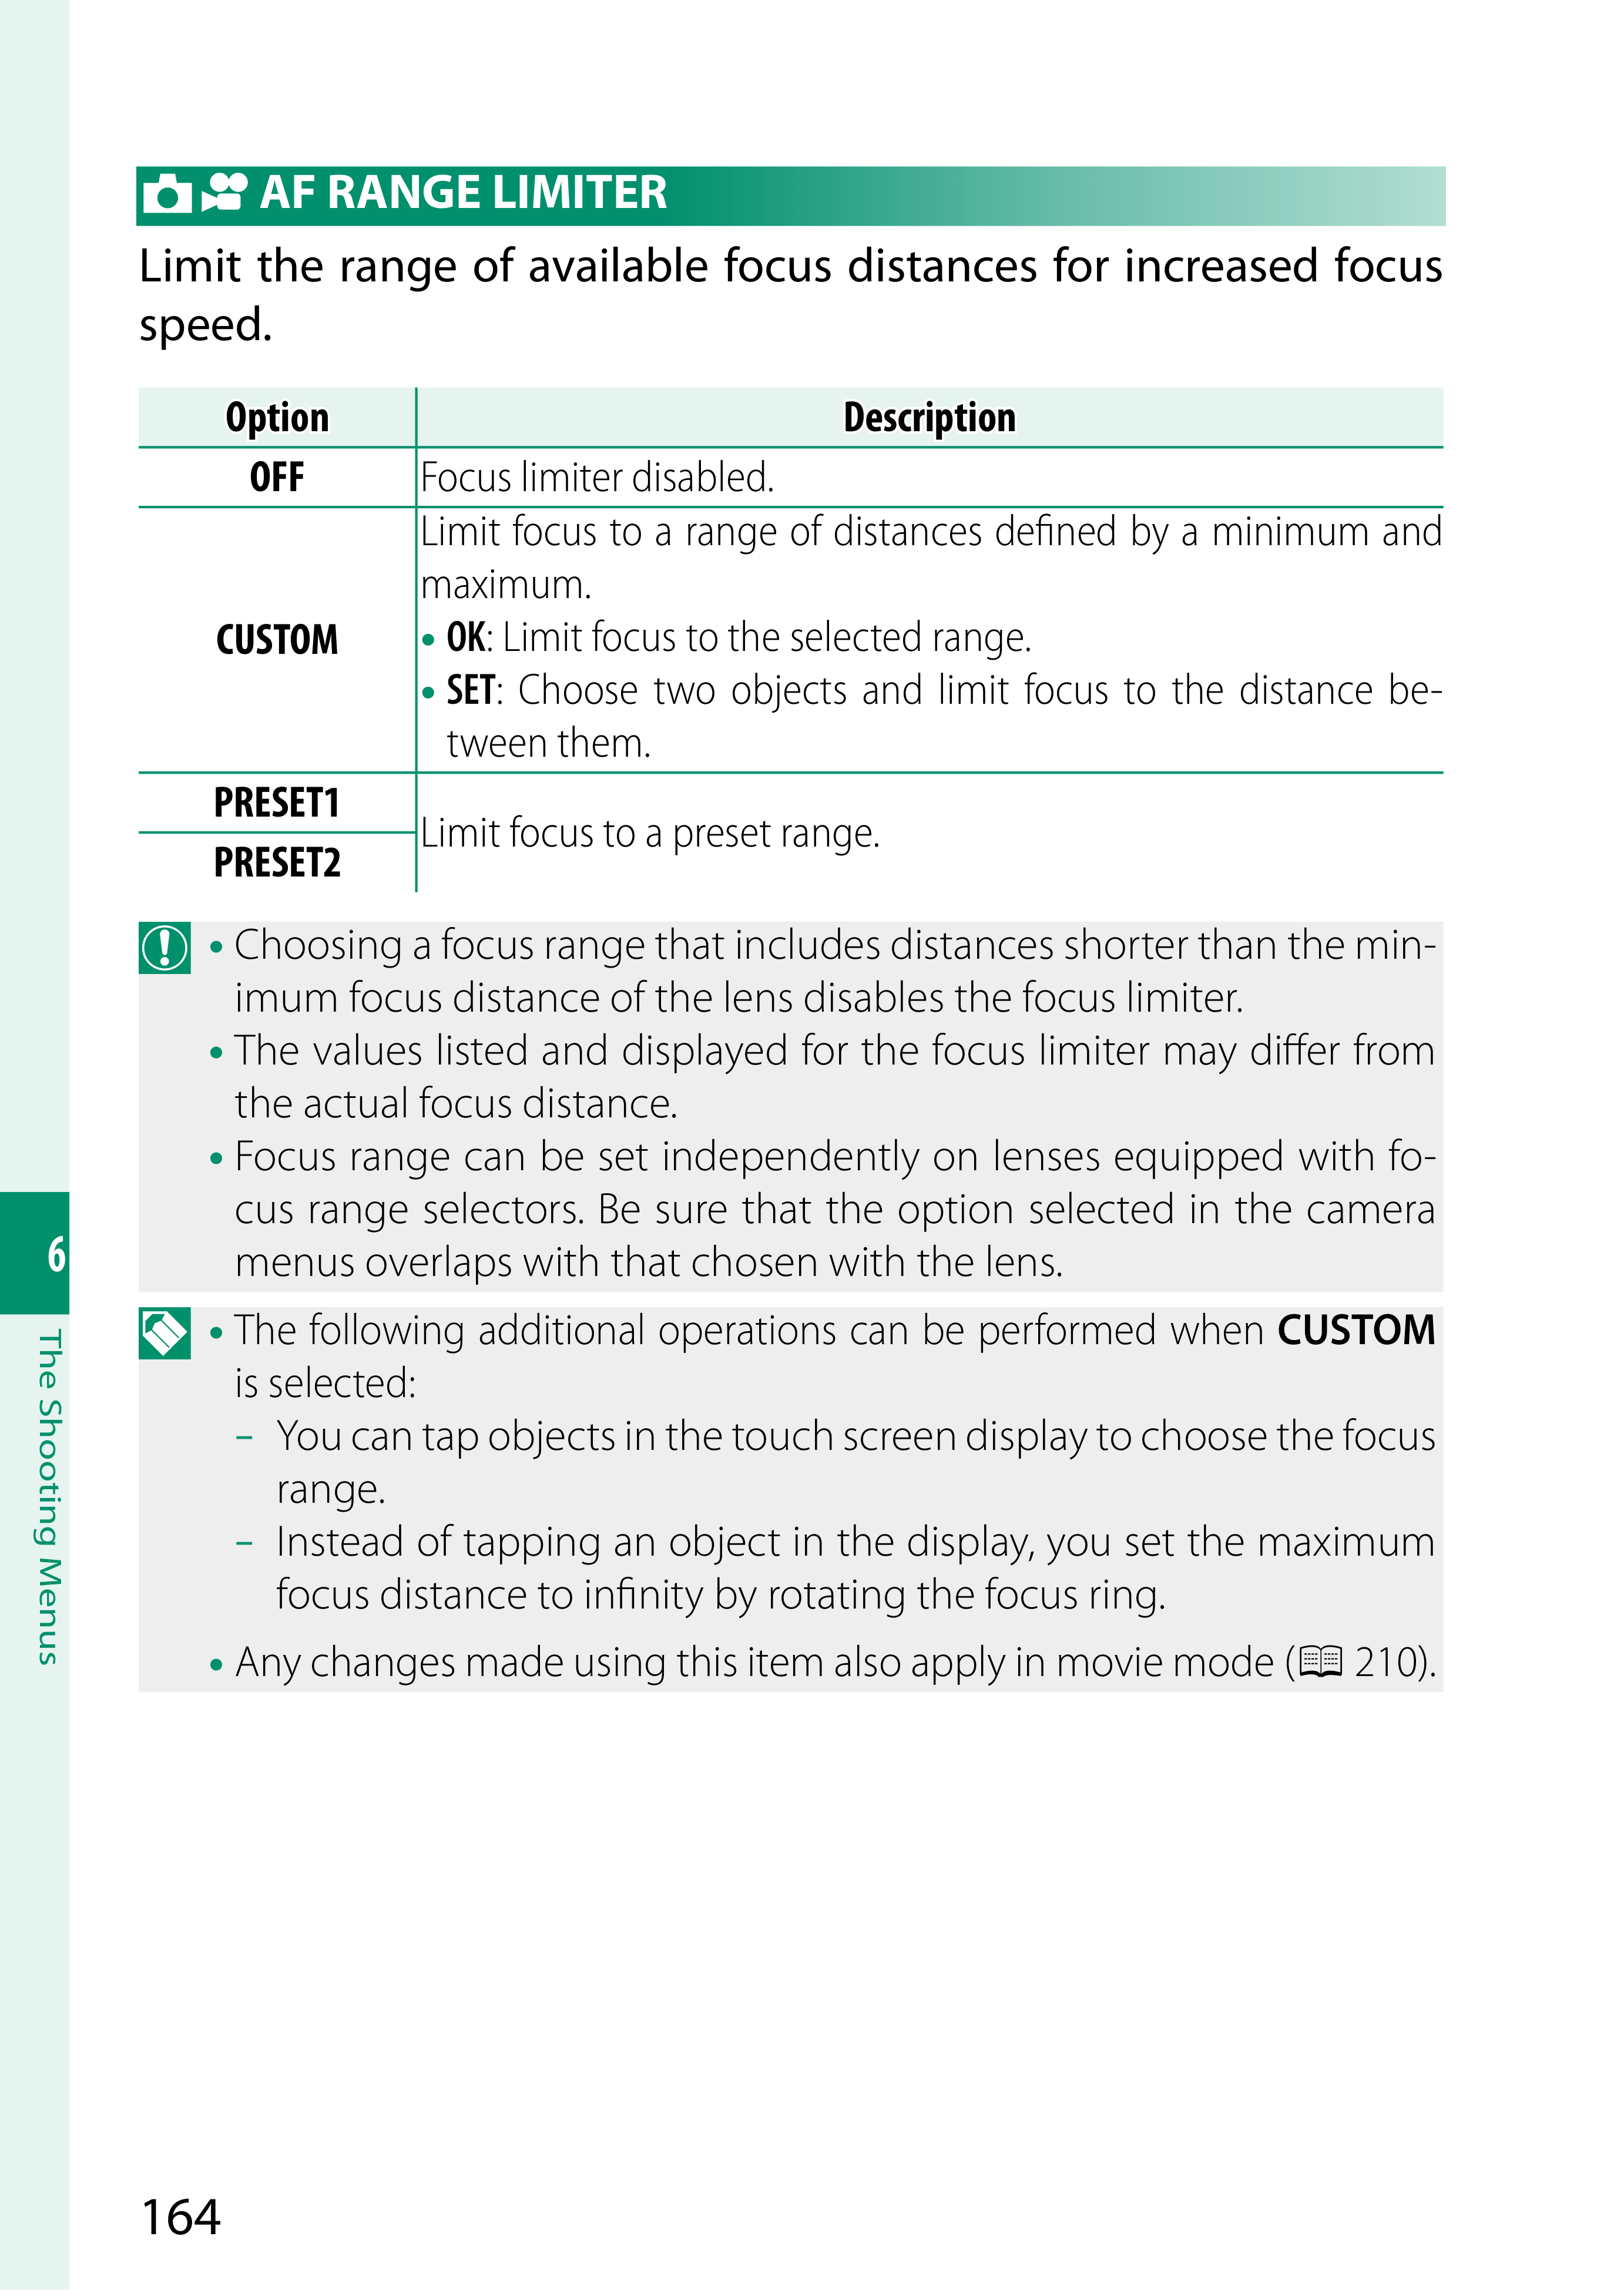 AF RANGE LIMITER
Limit the range of available focus distances for increased focus
speed.
Option Description
OFF Focus limiter disabled.
CUSTOM
Limit focus to a range of distances defined by a minimum and
maximum.
• OK: Limit focus to the selected range.
• SET: Choose two objects and limit focus to the distance be-
tween them.
PRESET1
PRESET2
Limit focus to a preset range.
• Choosing a focus range that includes distances shorter than the min-
imum focus distance of the lens disables the focus limiter.
• The values listed and displayed for the focus limiter may differ from
the actual focus distance.
• Focus range can be set independently on lenses equipped with fo-
cus range selectors. Be sure that the option selected in the camera
menus overlaps with that chosen with the lens.
• The following additional operations can be performed when CUSTOM
is selected:
– You can tap objects in the touch screen display to choose the focus
range.
– Instead of tapping an object in the display, you set the maximum
focus distance to infinity by rotating the focus ring.
• Any changes made using this item also apply in movie mode (210).
6
The Shooting Menus
164